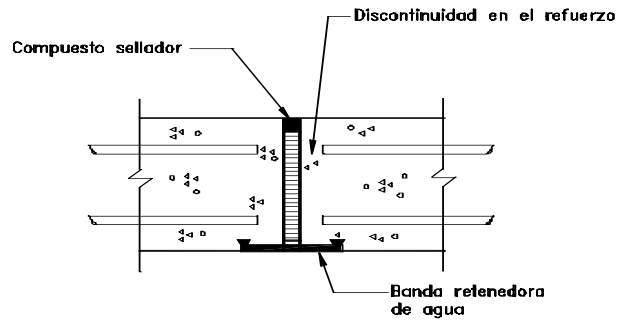 Discontinuidad en el refuerzo
Compuesto sellador
Banda retenedora
de agua